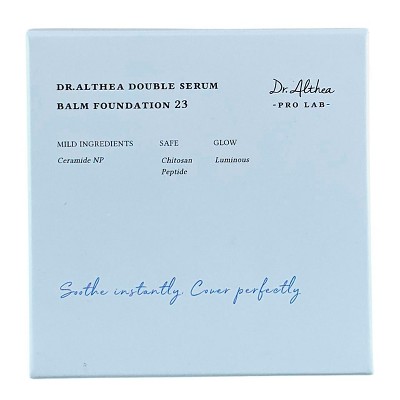 DR.ALTHEA DOUBLE SERUM
BALM FOUNDATION 23
Dr. Althea
-PRO LAB-
MILD INGREDIENTS SAFE GLOW
Ceramide NP Chitosan Luminous
Peptide
Soothe instantly. Cover perfectly